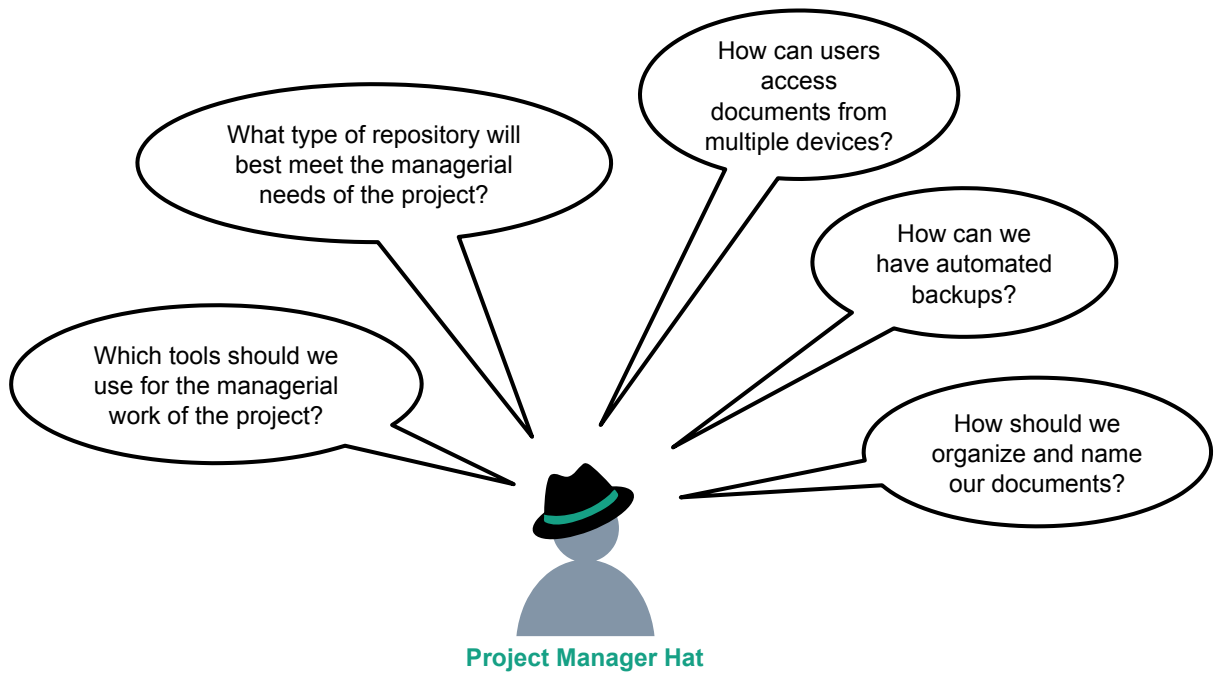 How can users
access
documents from
multiple devices?
What type of repository will
best meet the managerial
needs of the project?
How can we
have automated
backups?
Which tools should we
use for the managerial
work of the project?
How should we
organize and name
our documents?
Project Manager Hat